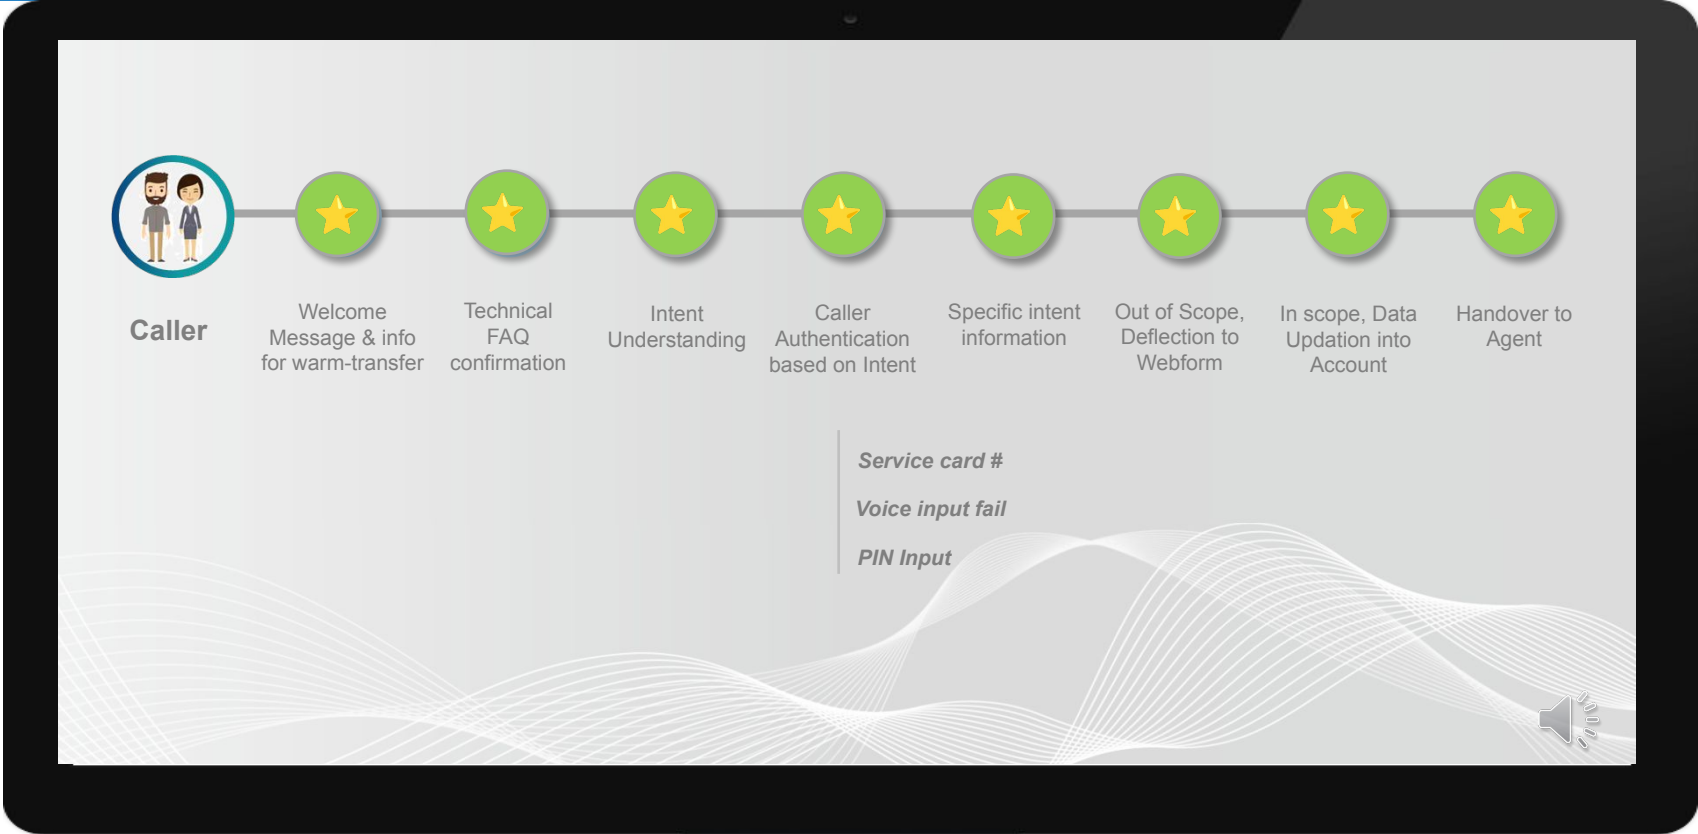 Caller
Welcome
Message & info
for warm-transfer
Technical
FAQ
confirmation
Intent
Understanding
Caller
Authentication
based on Intent
Specific intent
information
Out of Scope,
Deflection to
Webform
In scope, Data
Updation into
Account
Handover to
Agent
Service card #
Voice input fail
PIN Input